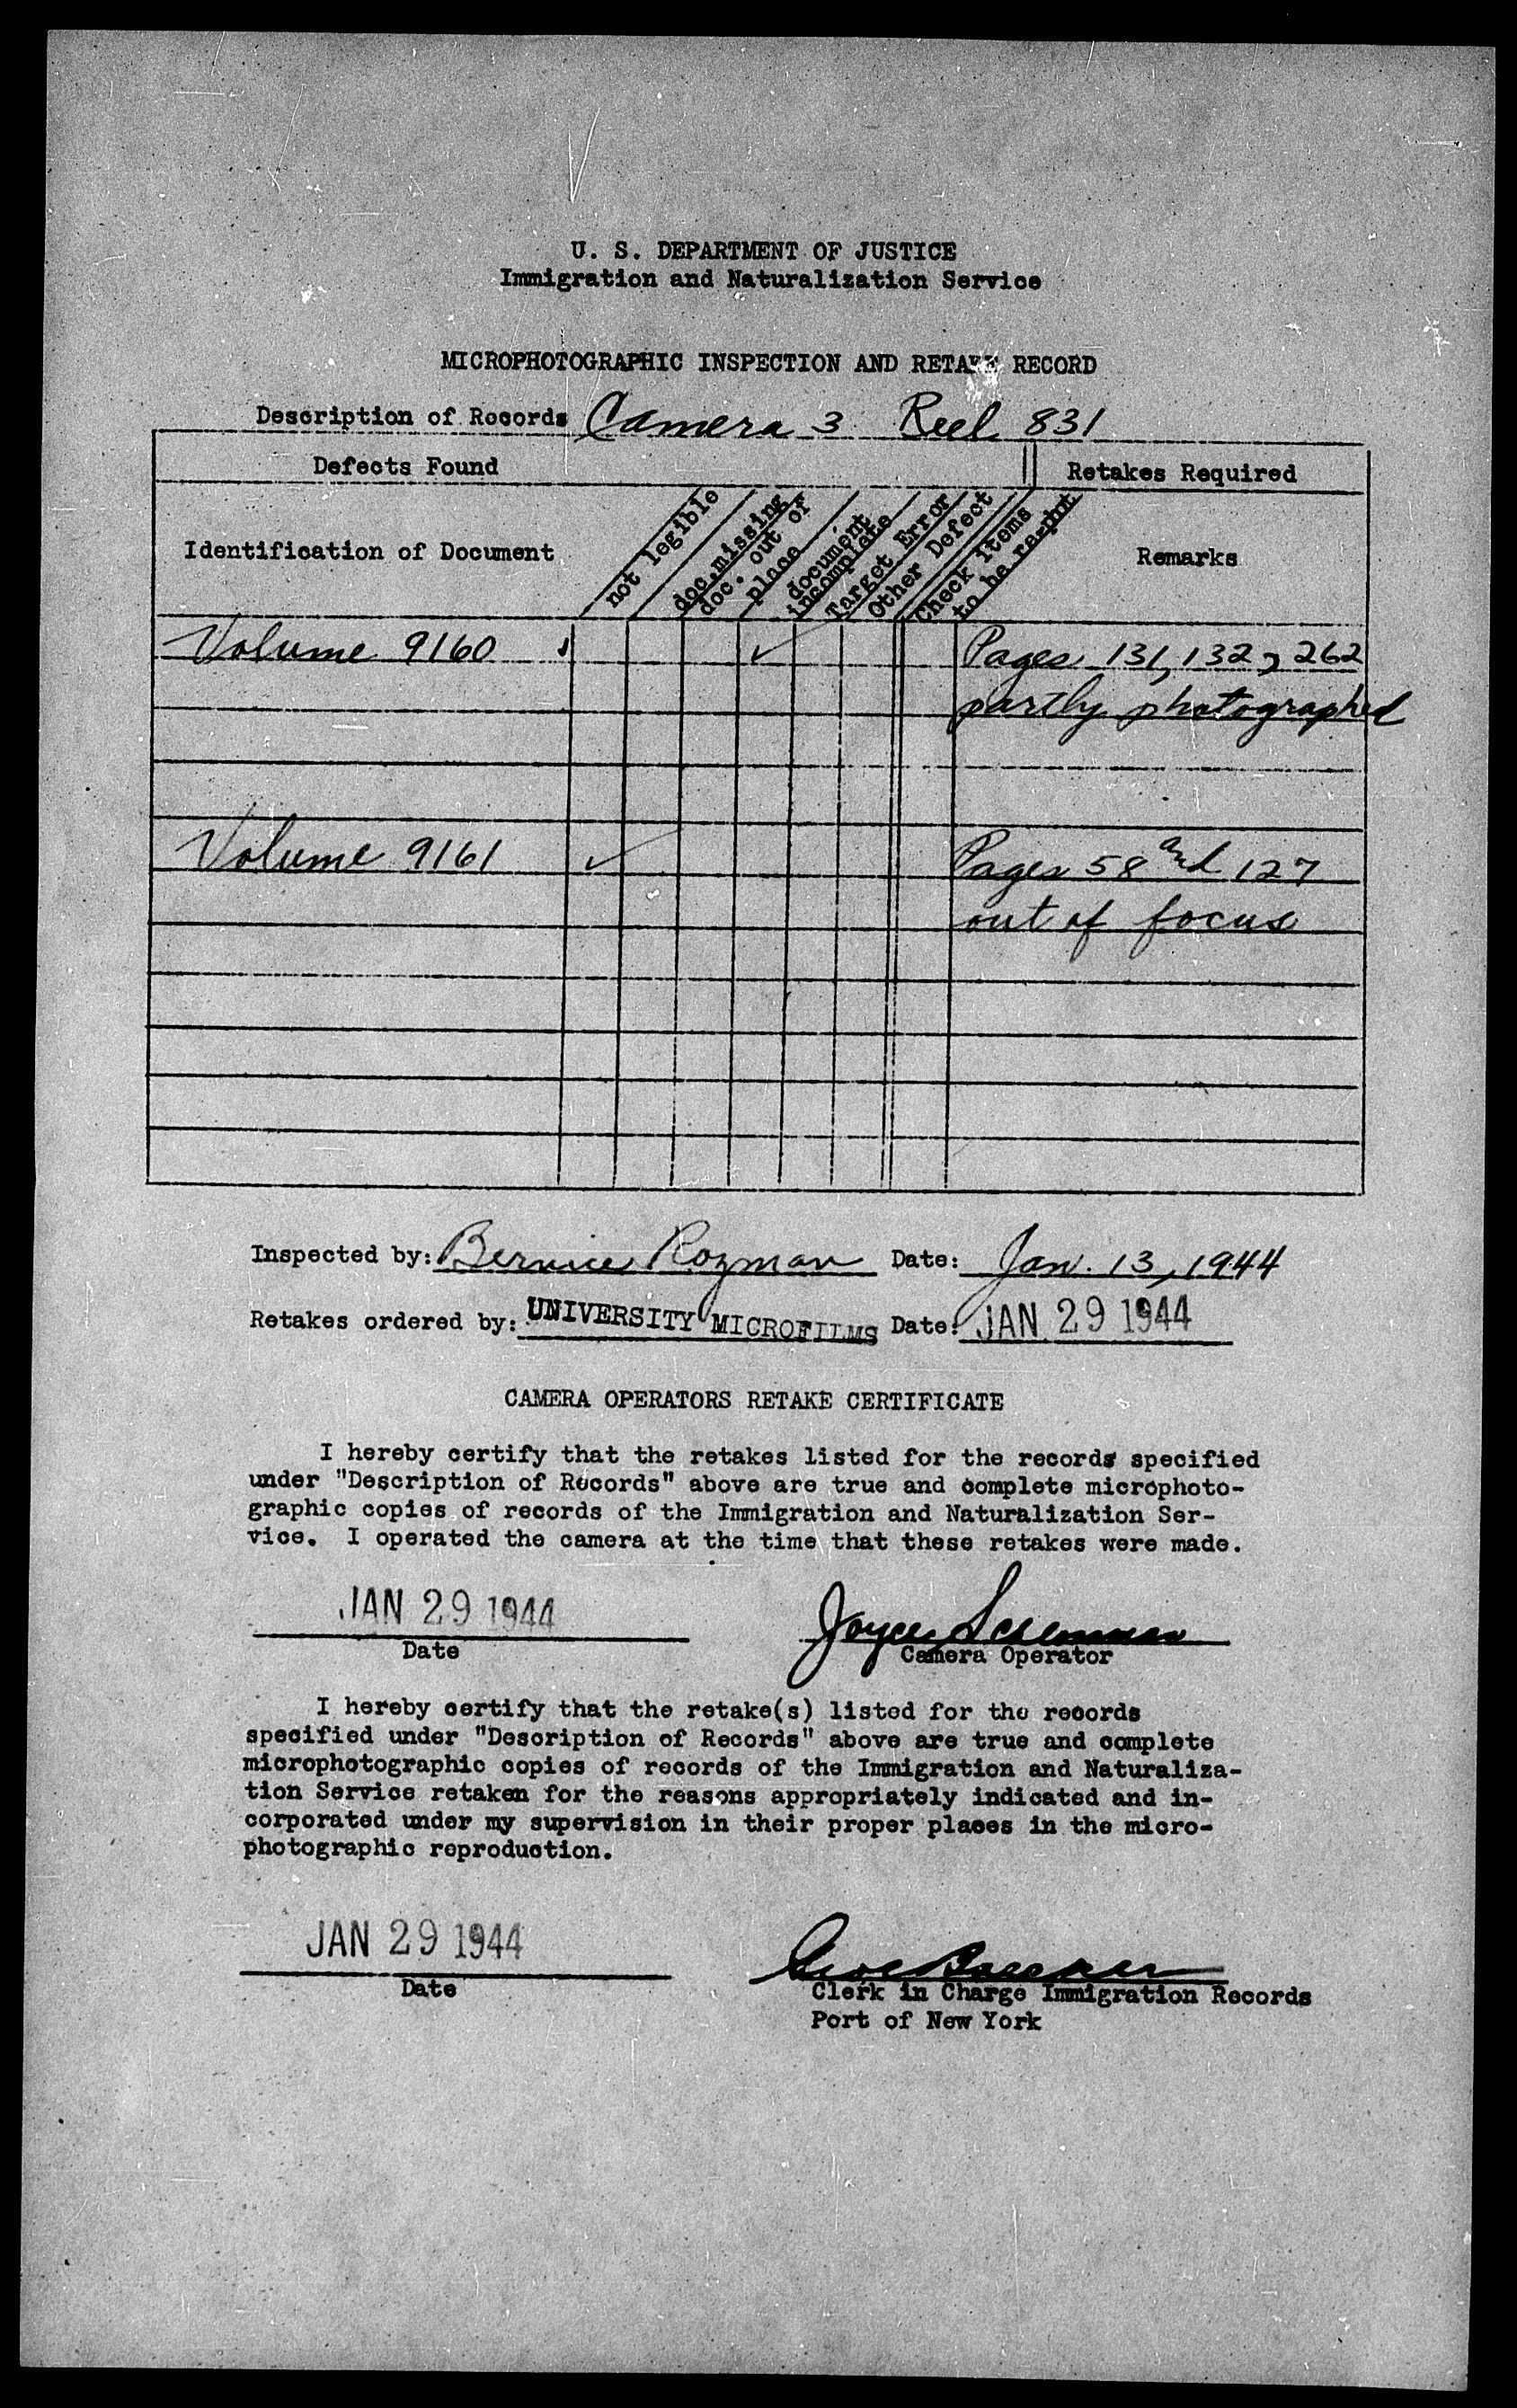 U. S. DEPARTMENT OF JUSTICE
Immigration and Naturalization Service
MICROPHOTOGRAPHIC INSPECTION AND RETAKE RECORD
Description of Records Camera 3 Reel 831
Defects Found
Retakes Required
Identification of Document
not legible
doc. missing
doc. out of
place
document
incomplete
Target Error
Other Defect
Check items
to be re-phot
Remarks
Volume 9160 ✓ Pages 131, 132, 262
partly photographed
Volume 9161 ✓ Pages 58 and 127
out of focus
Inspected by: Bernice Rozman Date: Jan. 13, 1944
Retakes ordered by: UNIVERSITY MICROFILMS Date: JAN 29 1944
CAMERA OPERATORS RETAKE CERTIFICATE
I hereby certify that the retakes listed for the records specified
under "Description of Records" above are true and complete microphoto-
graphic copies of records of the Immigration and Naturalization Ser-
vice. I operated the camera at the time that these retakes were made.
JAN 29 1944 Joyce
Date Camera Operator
I hereby certify that the retake(s) listed for the records
specified under "Description of Records" above are true and complete
microphotographic copies of records of the Immigration and Naturaliza-
tion Service retaken for the reasons appropriately indicated and in-
corporated under my supervision in their proper places in the micro-
photographic reproduction.
JAN 29 1944
Date Clerk in Charge Immigration Records
Port of New York